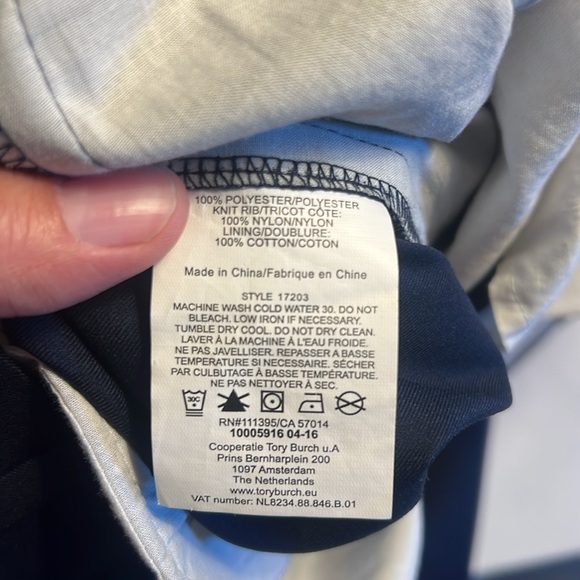 100% POLYESTER/POLYESTER
KNIT RIB/TRICOT CÔTE:
100% NYLON/NYLON
LINING/DOUBLURE:
100% COTTON/COTON
Made in China/Fabrique en Chine
STYLE 17203
MACHINE WASH COLD WATER 30. DO NOT
BLEACH. LOW IRON IF NECESSARY.
TUMBLE DRY COOL. DO NOT DRY CLEAN.
LAVER À LA MACHINE À L'EAU FROIDE.
NE PAS JAVELLISER. REPASSER A BASSE
TEMPERATURE SI NECESSAIRE. SÉCHER
PAR CULBUTAGE À BASSE TEMPÉRATURE.
NE PAS NETTOYER À SEC.
30C
RN#111395/CA 57014
10005916 04-16
Cooperatie Tory Burch u.A
Prins Bernharplein 200
1097 Amsterdam
The Netherlands
www.toryburch.eu
VAT number: NL8234.88.846.B.01